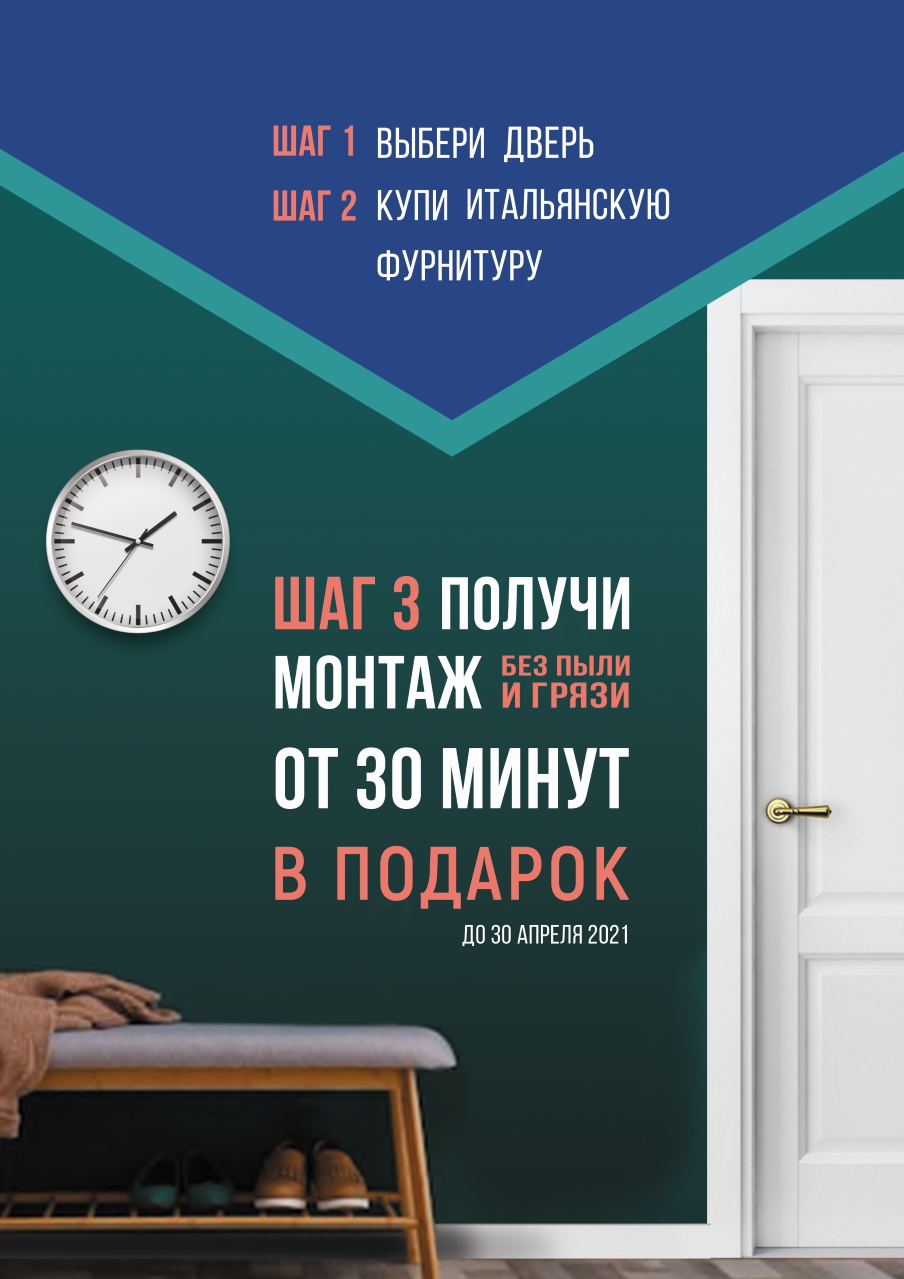 ШАГ 1 ВЫБЕРИ ДВЕРЬ
ШАГ 2 КУПИ ИТАЛЬЯНСКУЮ
ФУРНИТУРУ
ШАГ 3 ПОЛУЧИ
МОНТАЖ БЕЗ ПЫЛИ
И ГРЯЗИ
ОТ 30 МИНУТ
В ПОДАРОК
ДО 30 АПРЕЛЯ 2021